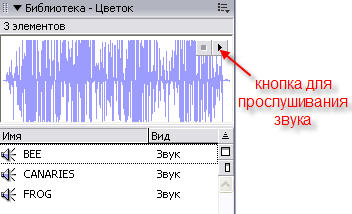 Библиотека - Цветок
3 элементов
кнопка для
прослушивания
звука
Имя Вид
BEE Звук
CANARIES Звук
FROG Звук